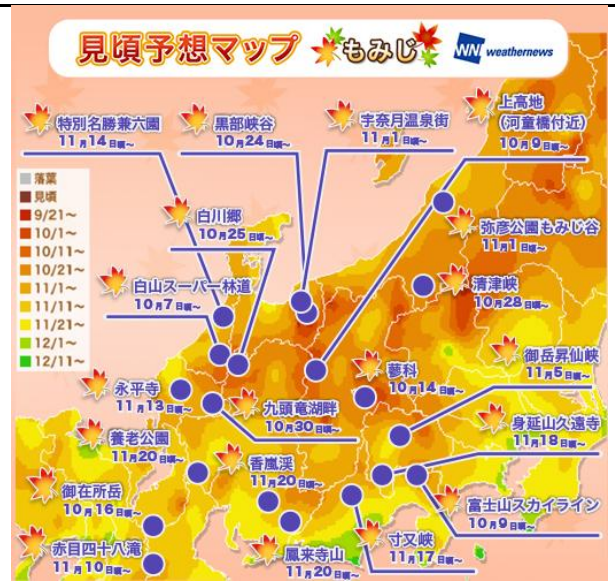 見頃予想マップ もみじ
WN weathernews
特別名勝兼六園
11月14日頃~
黒部峡谷
10月24日頃~
宇奈月温泉街
11月1日頃~
上高地
(河童橋付近)
10月9日頃~
落葉
見頃
9/21~
10/1~
10/11~
10/21~
11/1~
11/11~
11/21~
12/1~
12/11~
白川郷
10月25日頃~
弥彦公園もみじ谷
11月1日頃~
白山スーパー林道
10月7日頃~
清津峡
10月28日頃~
御岳昇仙峡
11月5日頃~
蓼科
10月14日頃~
永平寺
11月13日頃~
九頭竜湖畔
10月30日頃~
身延山久遠寺
11月18日頃~
養老公園
11月20日頃~
香嵐渓
11月20日頃~
御在所岳
10月16日頃~
富士山スカイライン
10月9日頃~
赤目四十八滝
11月10日頃~
鳳来寺山
11月20日頃~
寸又峡
11月17日頃~